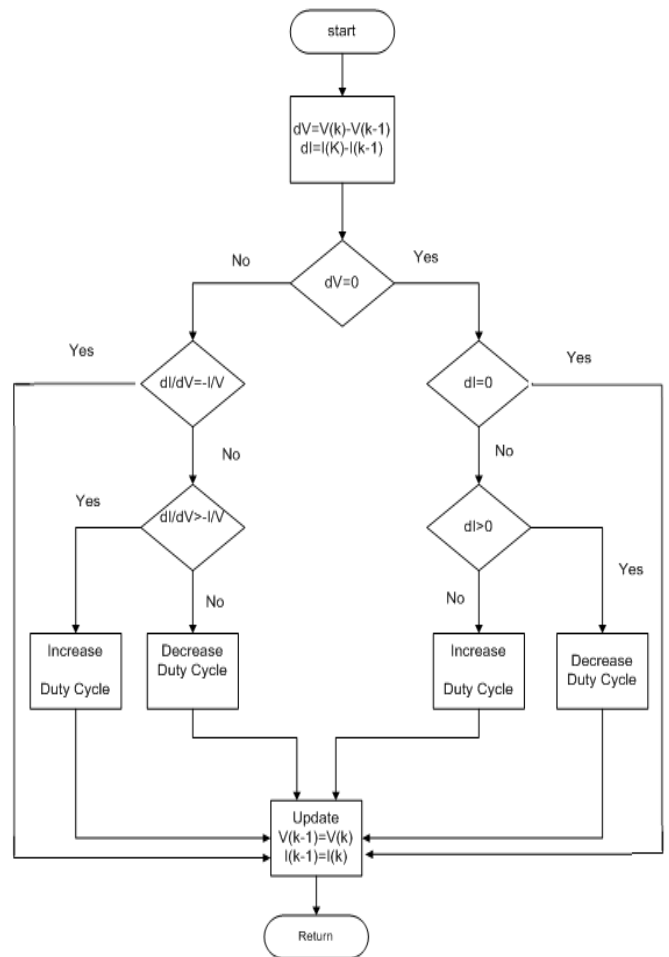 start
dV=V(k)-V(k-1)
dI=I(K)-I(k-1)
No
Yes
dV=0
Yes
Yes
dI/dV=-I/V
dI=0
No
No
Yes
dI/dV>-I/V
dI>0
Yes
No
No
Increase
Duty Cycle
Decrease
Duty Cycle
Increase
Duty Cycle
Decrease
Duty Cycle
Update
V(k-1)=V(k)
I(k-1)=I(k)
Return